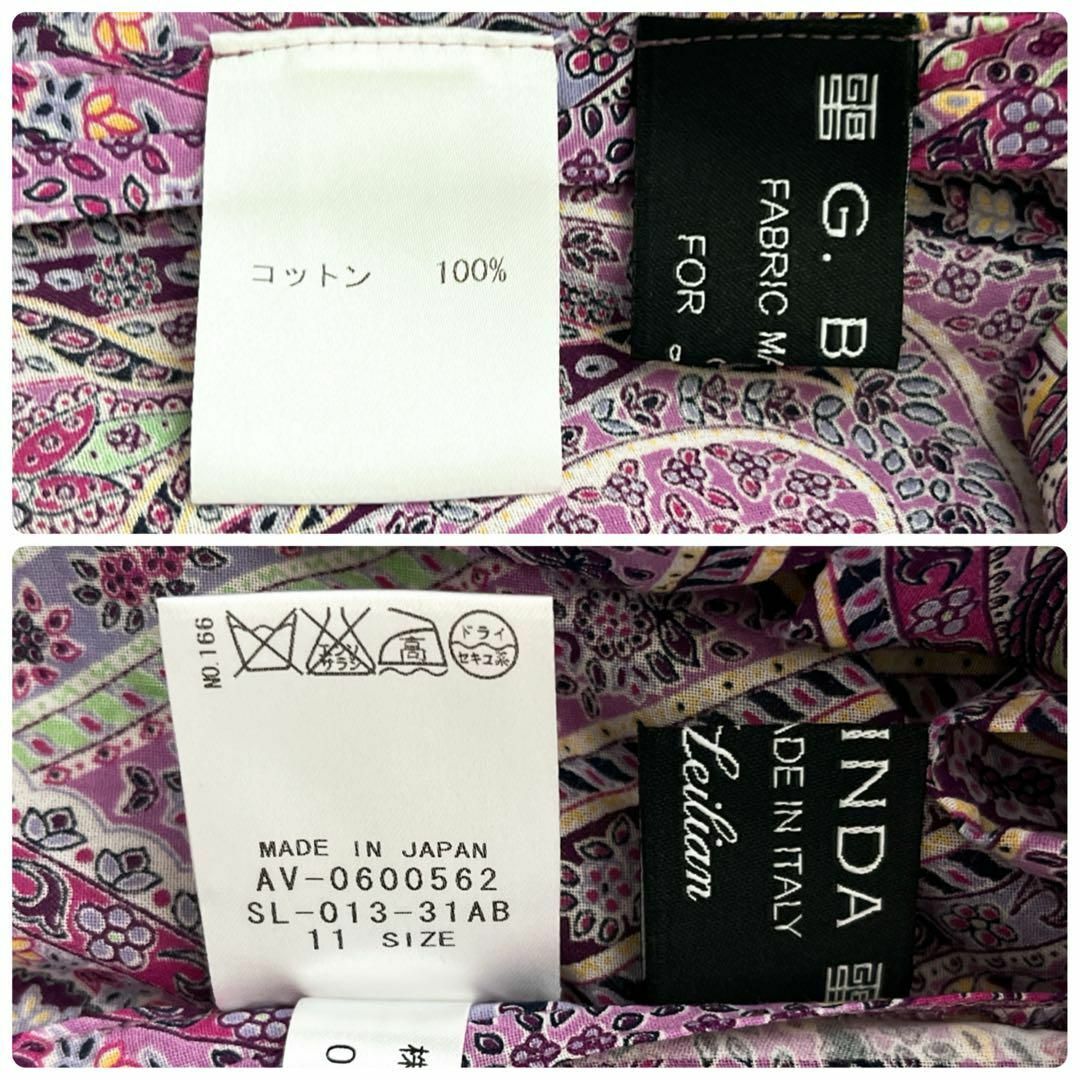 コットン 100%
G. B
FABRIC MA
FOR
NO.166
エンソ
サラシ
高
ドライ
セキユ系
MADE IN JAPAN
AV-0600562
SL-013-31AB
11 SIZE
INDA
ADE IN ITALY
Leilian
株
0